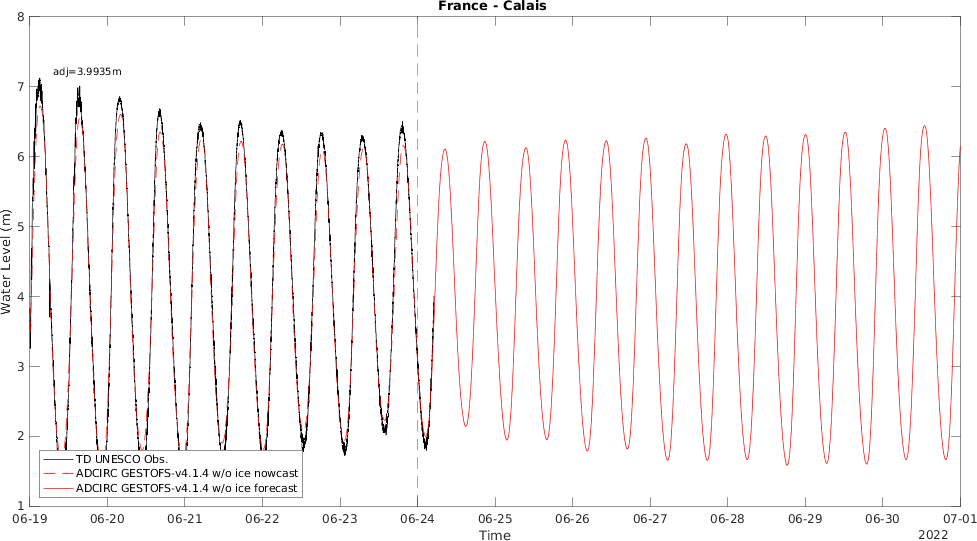 France - Calais
8
adj=3.9935m
7
6
5
4
3
2
1
Water Level (m)
TD UNESCO Obs.
ADCIRC GESTOFS-v4.1.4 w/o ice nowcast
ADCIRC GESTOFS-v4.1.4 w/o ice forecast
06-19 06-20 06-21 06-22 06-23 06-24 06-25 06-26 06-27 06-28 06-29 06-30 07-01
Time
2022